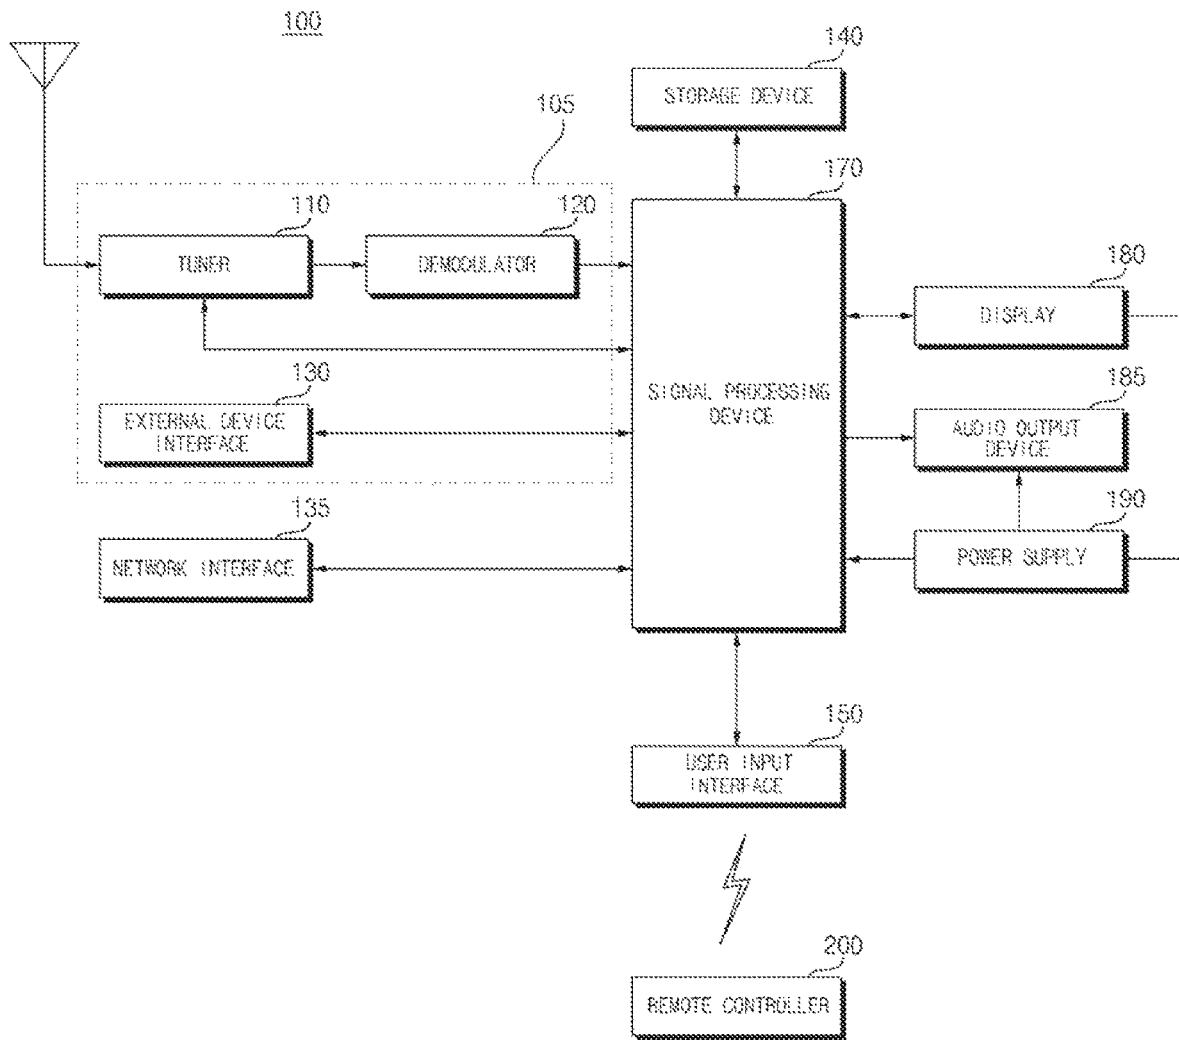 100
140
STORAGE DEVICE
105
170
110
TUNER
120
DEMODULATOR
180
DISPLAY
130
EXTERNAL DEVICE
INTERFACE
SIGNAL PROCESSING
DEVICE
185
AUDIO OUTPUT
DEVICE
135
NETWORK INTERFACE
190
POWER SUPPLY
150
USER INPUT
INTERFACE
200
REMOTE CONTROLLER